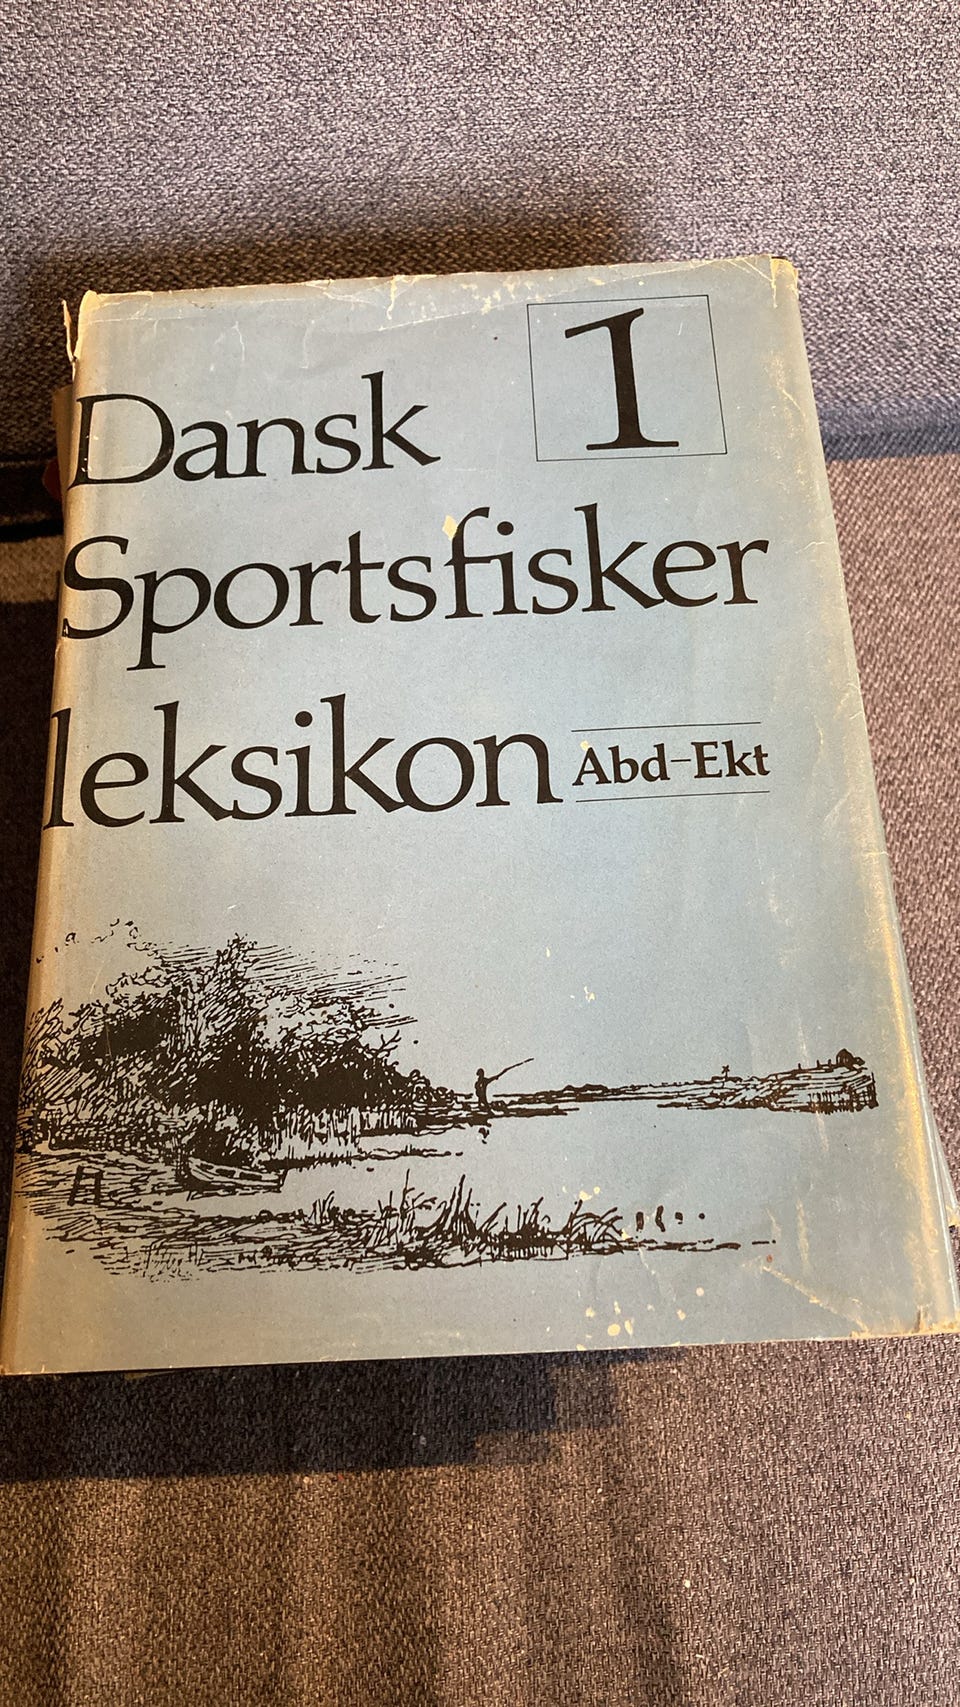 1
Dansk
Sportsfisker
leksikon
Abd–Ekt